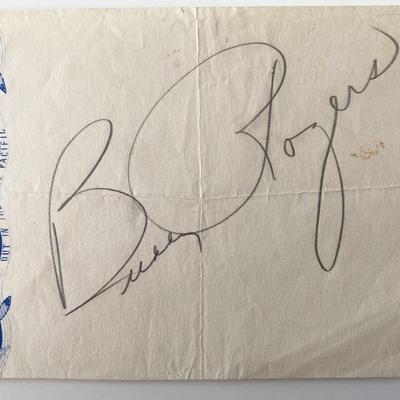 OUT IN THE PACIFIC
Buddy Rogers